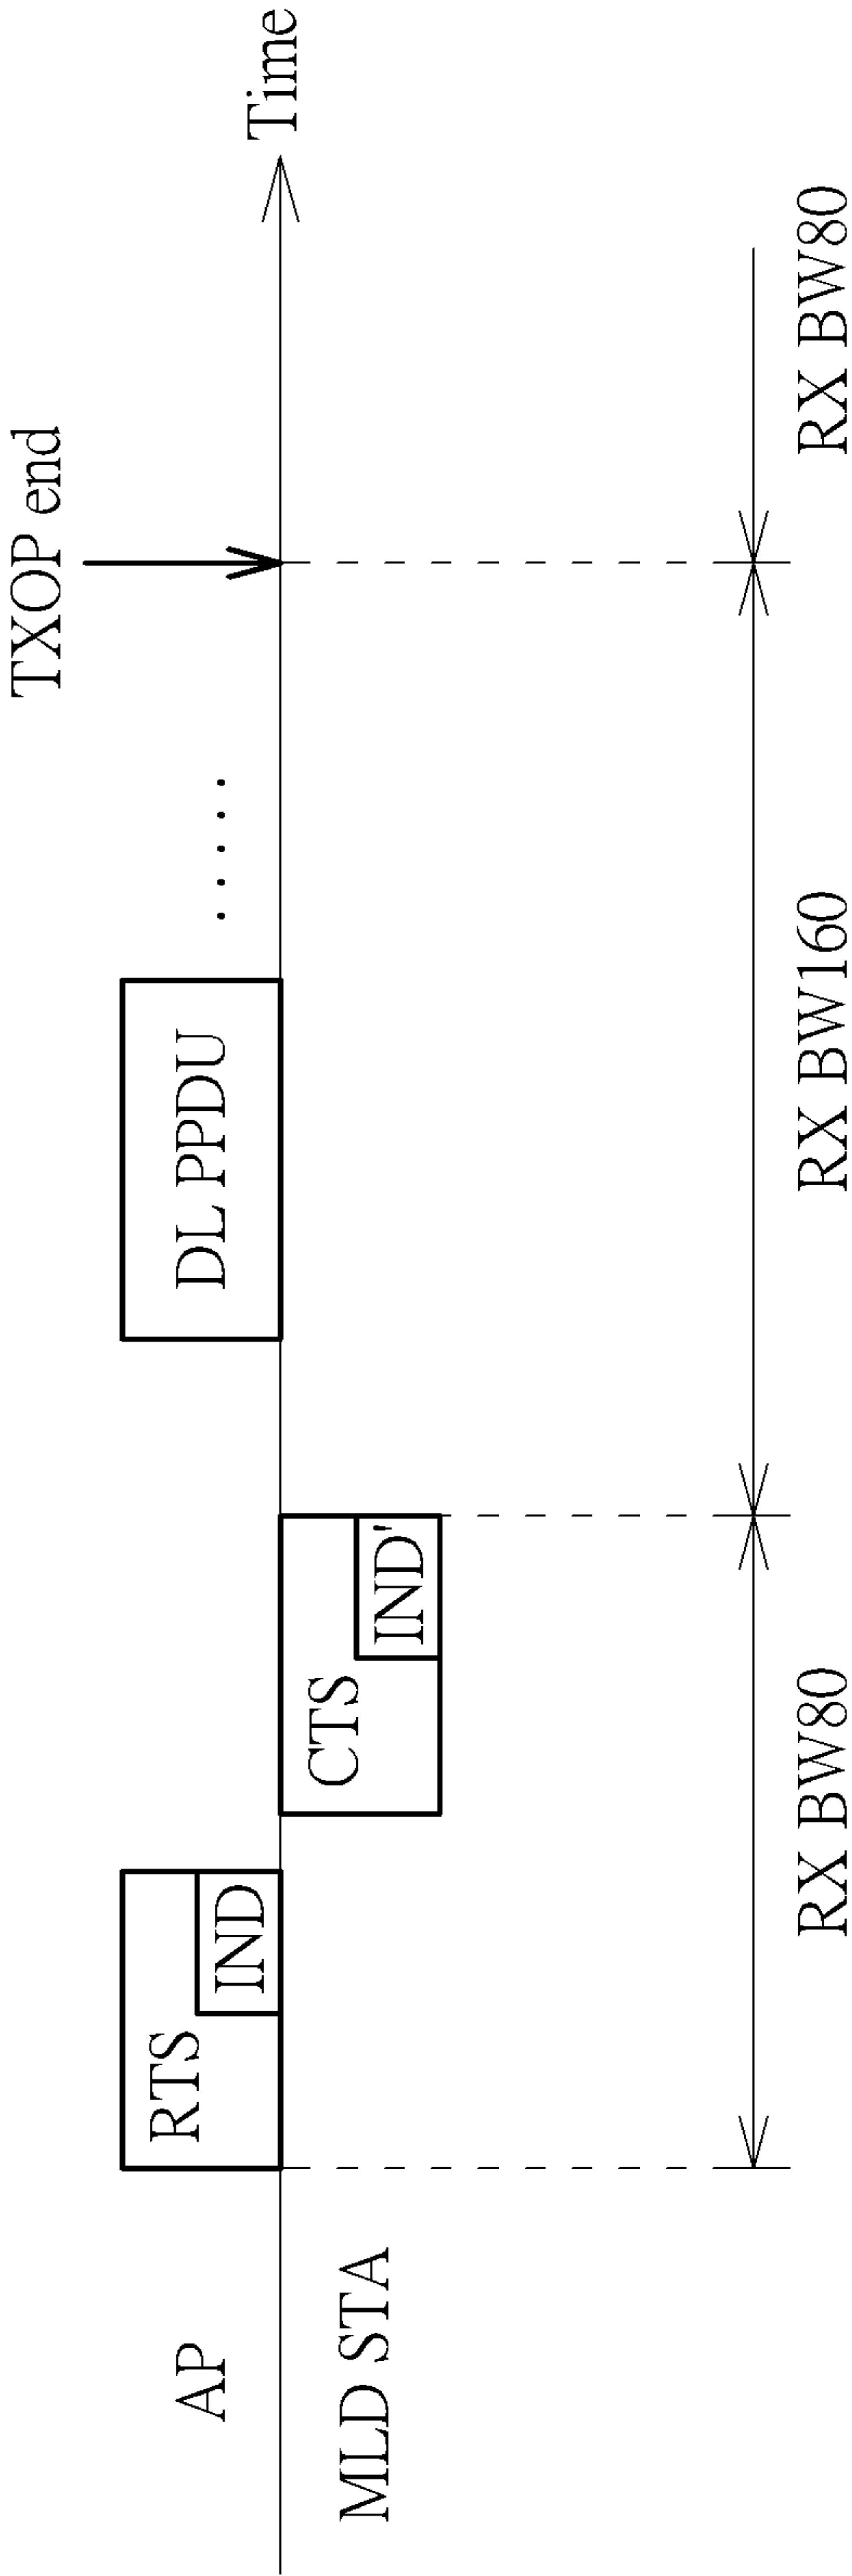 TXOP end
AP
RTS
IND
DL PPDU
.....
Time
MLD STA
CTS
IND'
RX BW80
RX BW160
RX BW80